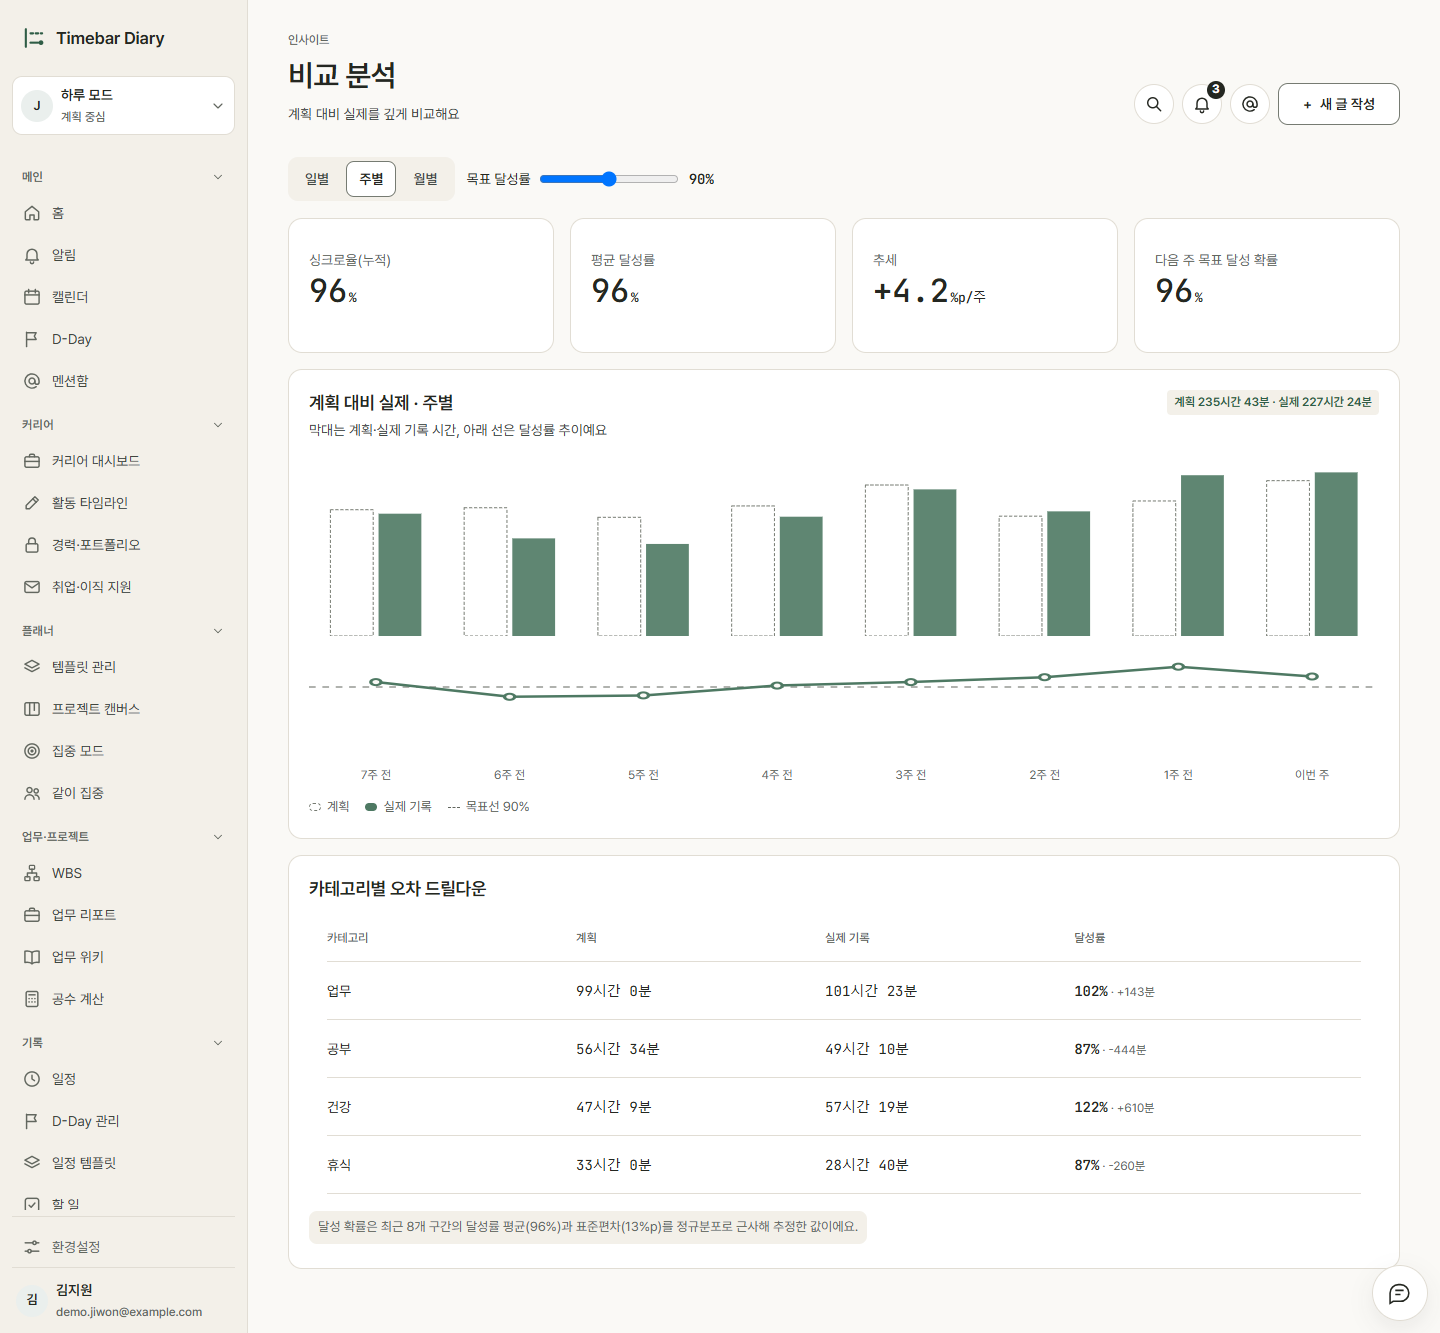 Timebar Diary
J
하루 모드
계획 중심
메인
홈
알림
캘린더
D-Day
멘션함
커리어
커리어 대시보드
활동 타임라인
경력·포트폴리오
취업·이직 지원
플래너
템플릿 관리
프로젝트 캔버스
집중 모드
같이 집중
업무·프로젝트
WBS
업무 리포트
업무 위키
공수 계산
기록
일정
D-Day 관리
일정 템플릿
할 일
환경설정
김
김지원
demo.jiwon@example.com
인사이트
비교 분석
계획 대비 실제를 깊게 비교해요
3
+ 새 글 작성
일별 주별 월별 목표 달성률 90%
싱크로율(누적)
96%
평균 달성률
96%
추세
+4.2%p/주
다음 주 목표 달성 확률
96%
계획 대비 실제 · 주별
계획 235시간 43분 · 실제 227시간 24분
막대는 계획·실제 기록 시간, 아래 선은 달성률 추이예요
7주 전 6주 전 5주 전 4주 전 3주 전 2주 전 1주 전 이번 주
계획 실제 기록 목표선 90%
카테고리별 오차 드릴다운
카테고리 계획 실제 기록 달성률
업무 99시간 0분 101시간 23분 102% · +143분
공부 56시간 34분 49시간 10분 87% · -444분
건강 47시간 9분 57시간 19분 122% · +610분
휴식 33시간 0분 28시간 40분 87% · -260분
달성 확률은 최근 8개 구간의 달성률 평균(96%)과 표준편차(13%p)를 정규분포로 근사해 추정한 값이에요.